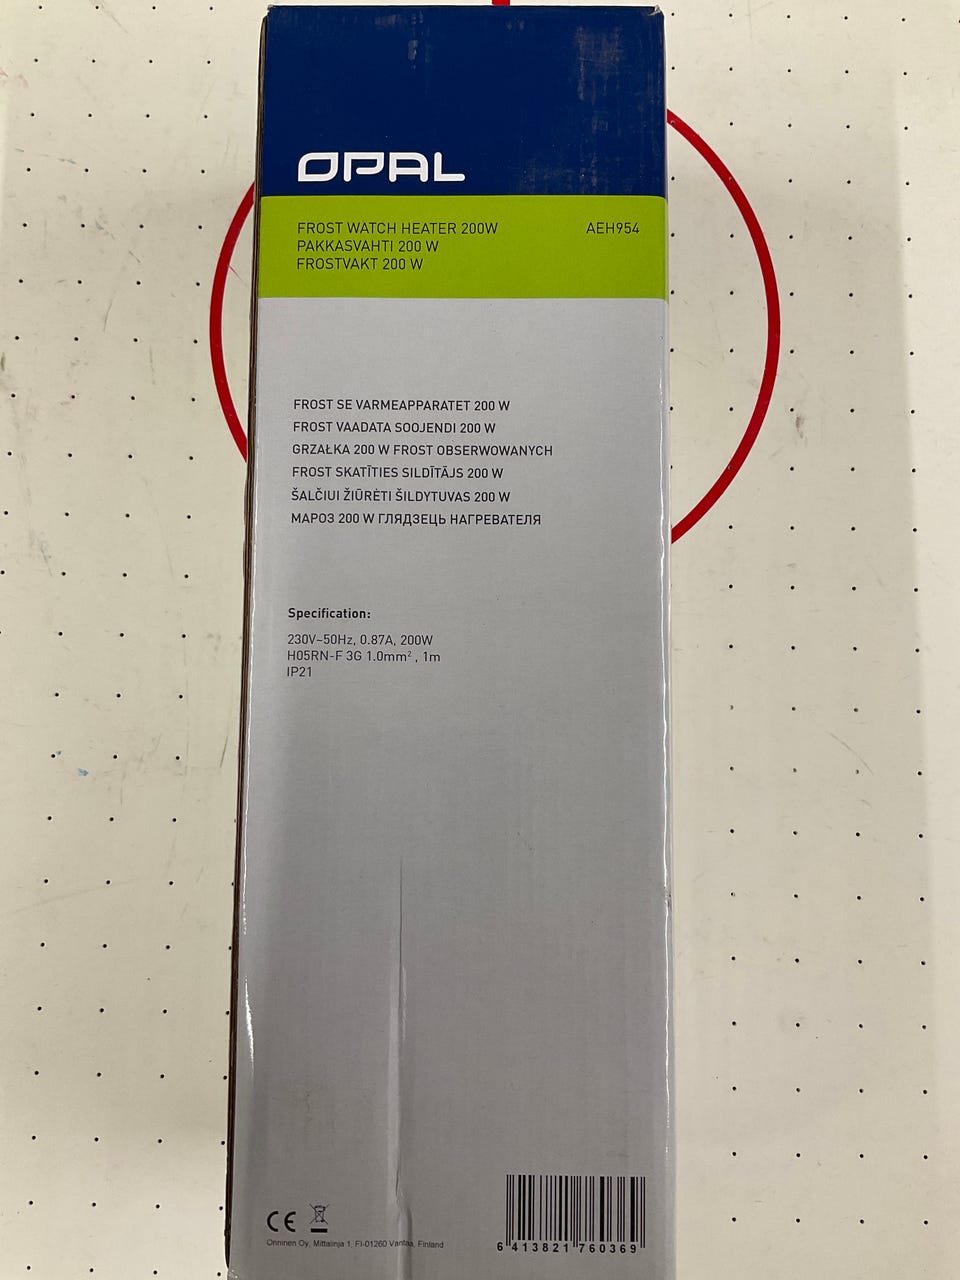 OPAL
FROST WATCH HEATER 200W AEH954
PAKKASVAHTI 200 W
FROSTVAKT 200 W
FROST SE VARMEAPPARATET 200 W
FROST VAADATA SOOJENDI 200 W
GRZAŁKA 200 W FROST OBSERWOWANYCH
FROST SKATĪTIES SILDĪTĀJS 200 W
ŠALČIUI ŽIŪRĖTI ŠILDYTUVAS 200 W
МАРОЗ 200 W ГЛЯДЗЕЦЬ НАГРЕВАТЕЛЯ
Specification:
230V~50Hz, 0.87A, 200W
H05RN-F 3G 1.0mm², 1m
IP21
CE
Onninen Oy, Mittalinja 1, FI-01260 Vantaa, Finland
6 413821 760369